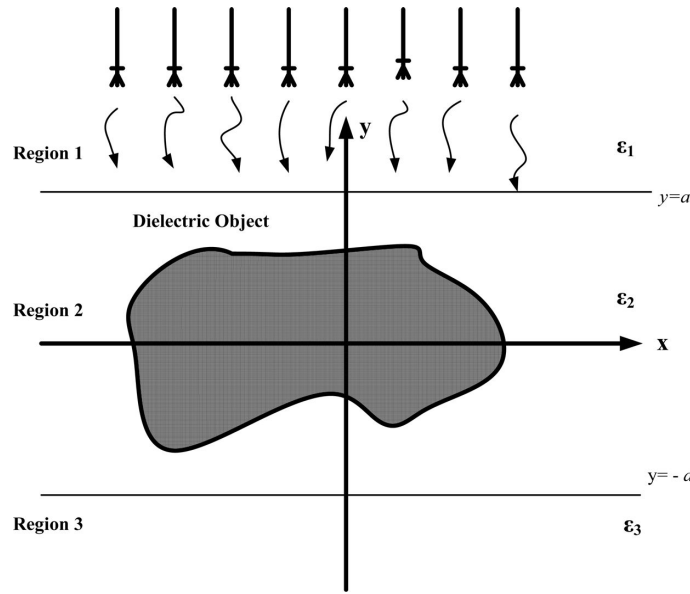 y
Region 1
ε1
y=a
Dielectric Object
Region 2
ε2
x
y= - a
Region 3
ε3